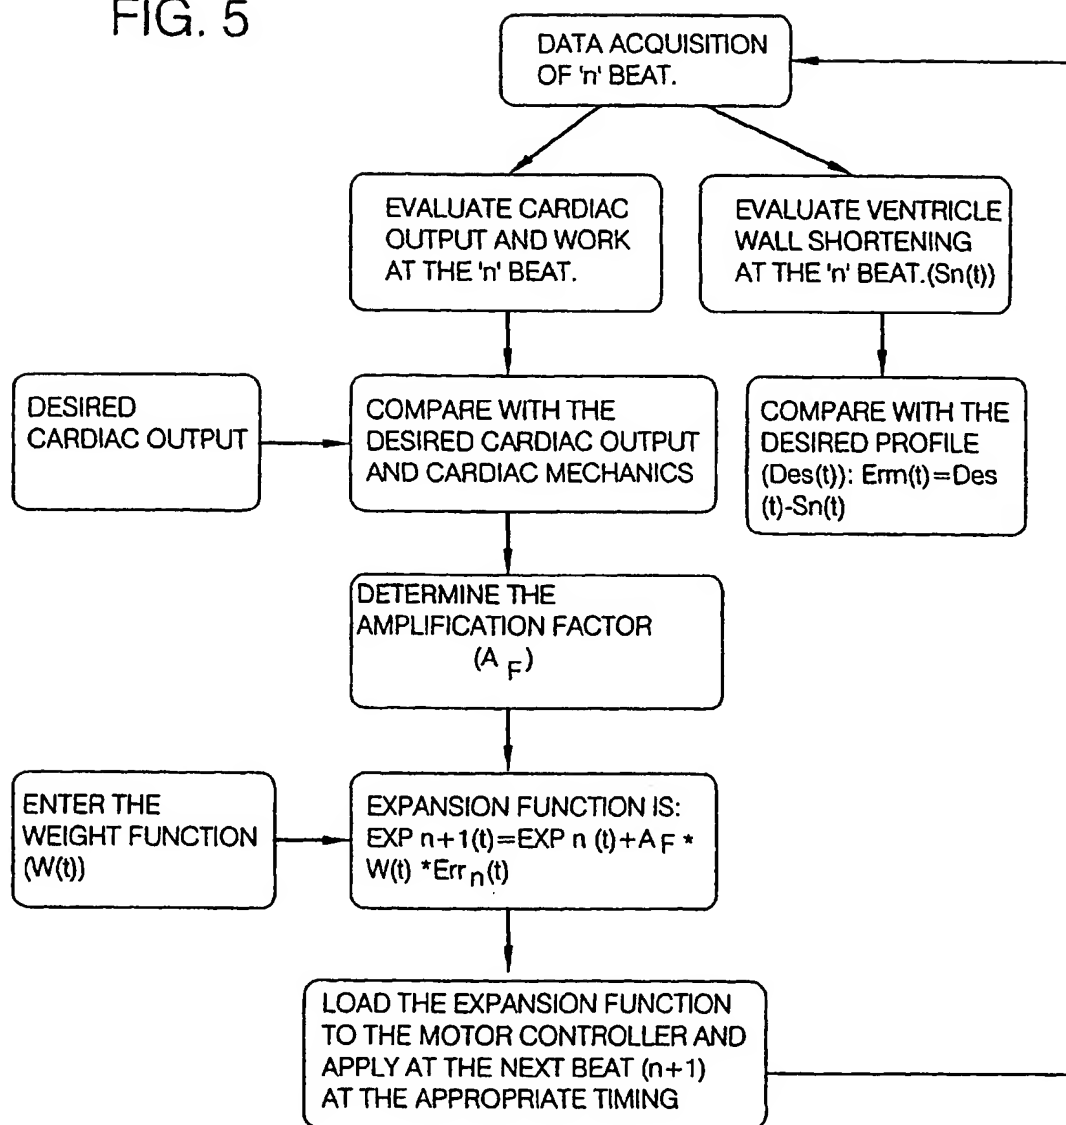 FIG. 5
DATA ACQUISITION
OF 'n' BEAT.
EVALUATE CARDIAC
OUTPUT AND WORK
AT THE 'n' BEAT.
EVALUATE VENTRICLE
WALL SHORTENING
AT THE 'n' BEAT.(Sn(t))
DESIRED
CARDIAC OUTPUT
COMPARE WITH THE
DESIRED CARDIAC OUTPUT
AND CARDIAC MECHANICS
COMPARE WITH THE
DESIRED PROFILE
(Des(t)): Errn(t)=Des
(t)-Sn(t)
DETERMINE THE
AMPLIFICATION FACTOR
(A F)
ENTER THE
WEIGHT FUNCTION
(W(t))
EXPANSION FUNCTION IS:
EXP n+1(t)=EXP n (t)+A F *
W(t) *Err n(t)
LOAD THE EXPANSION FUNCTION
TO THE MOTOR CONTROLLER AND
APPLY AT THE NEXT BEAT (n+1)
AT THE APPROPRIATE TIMING